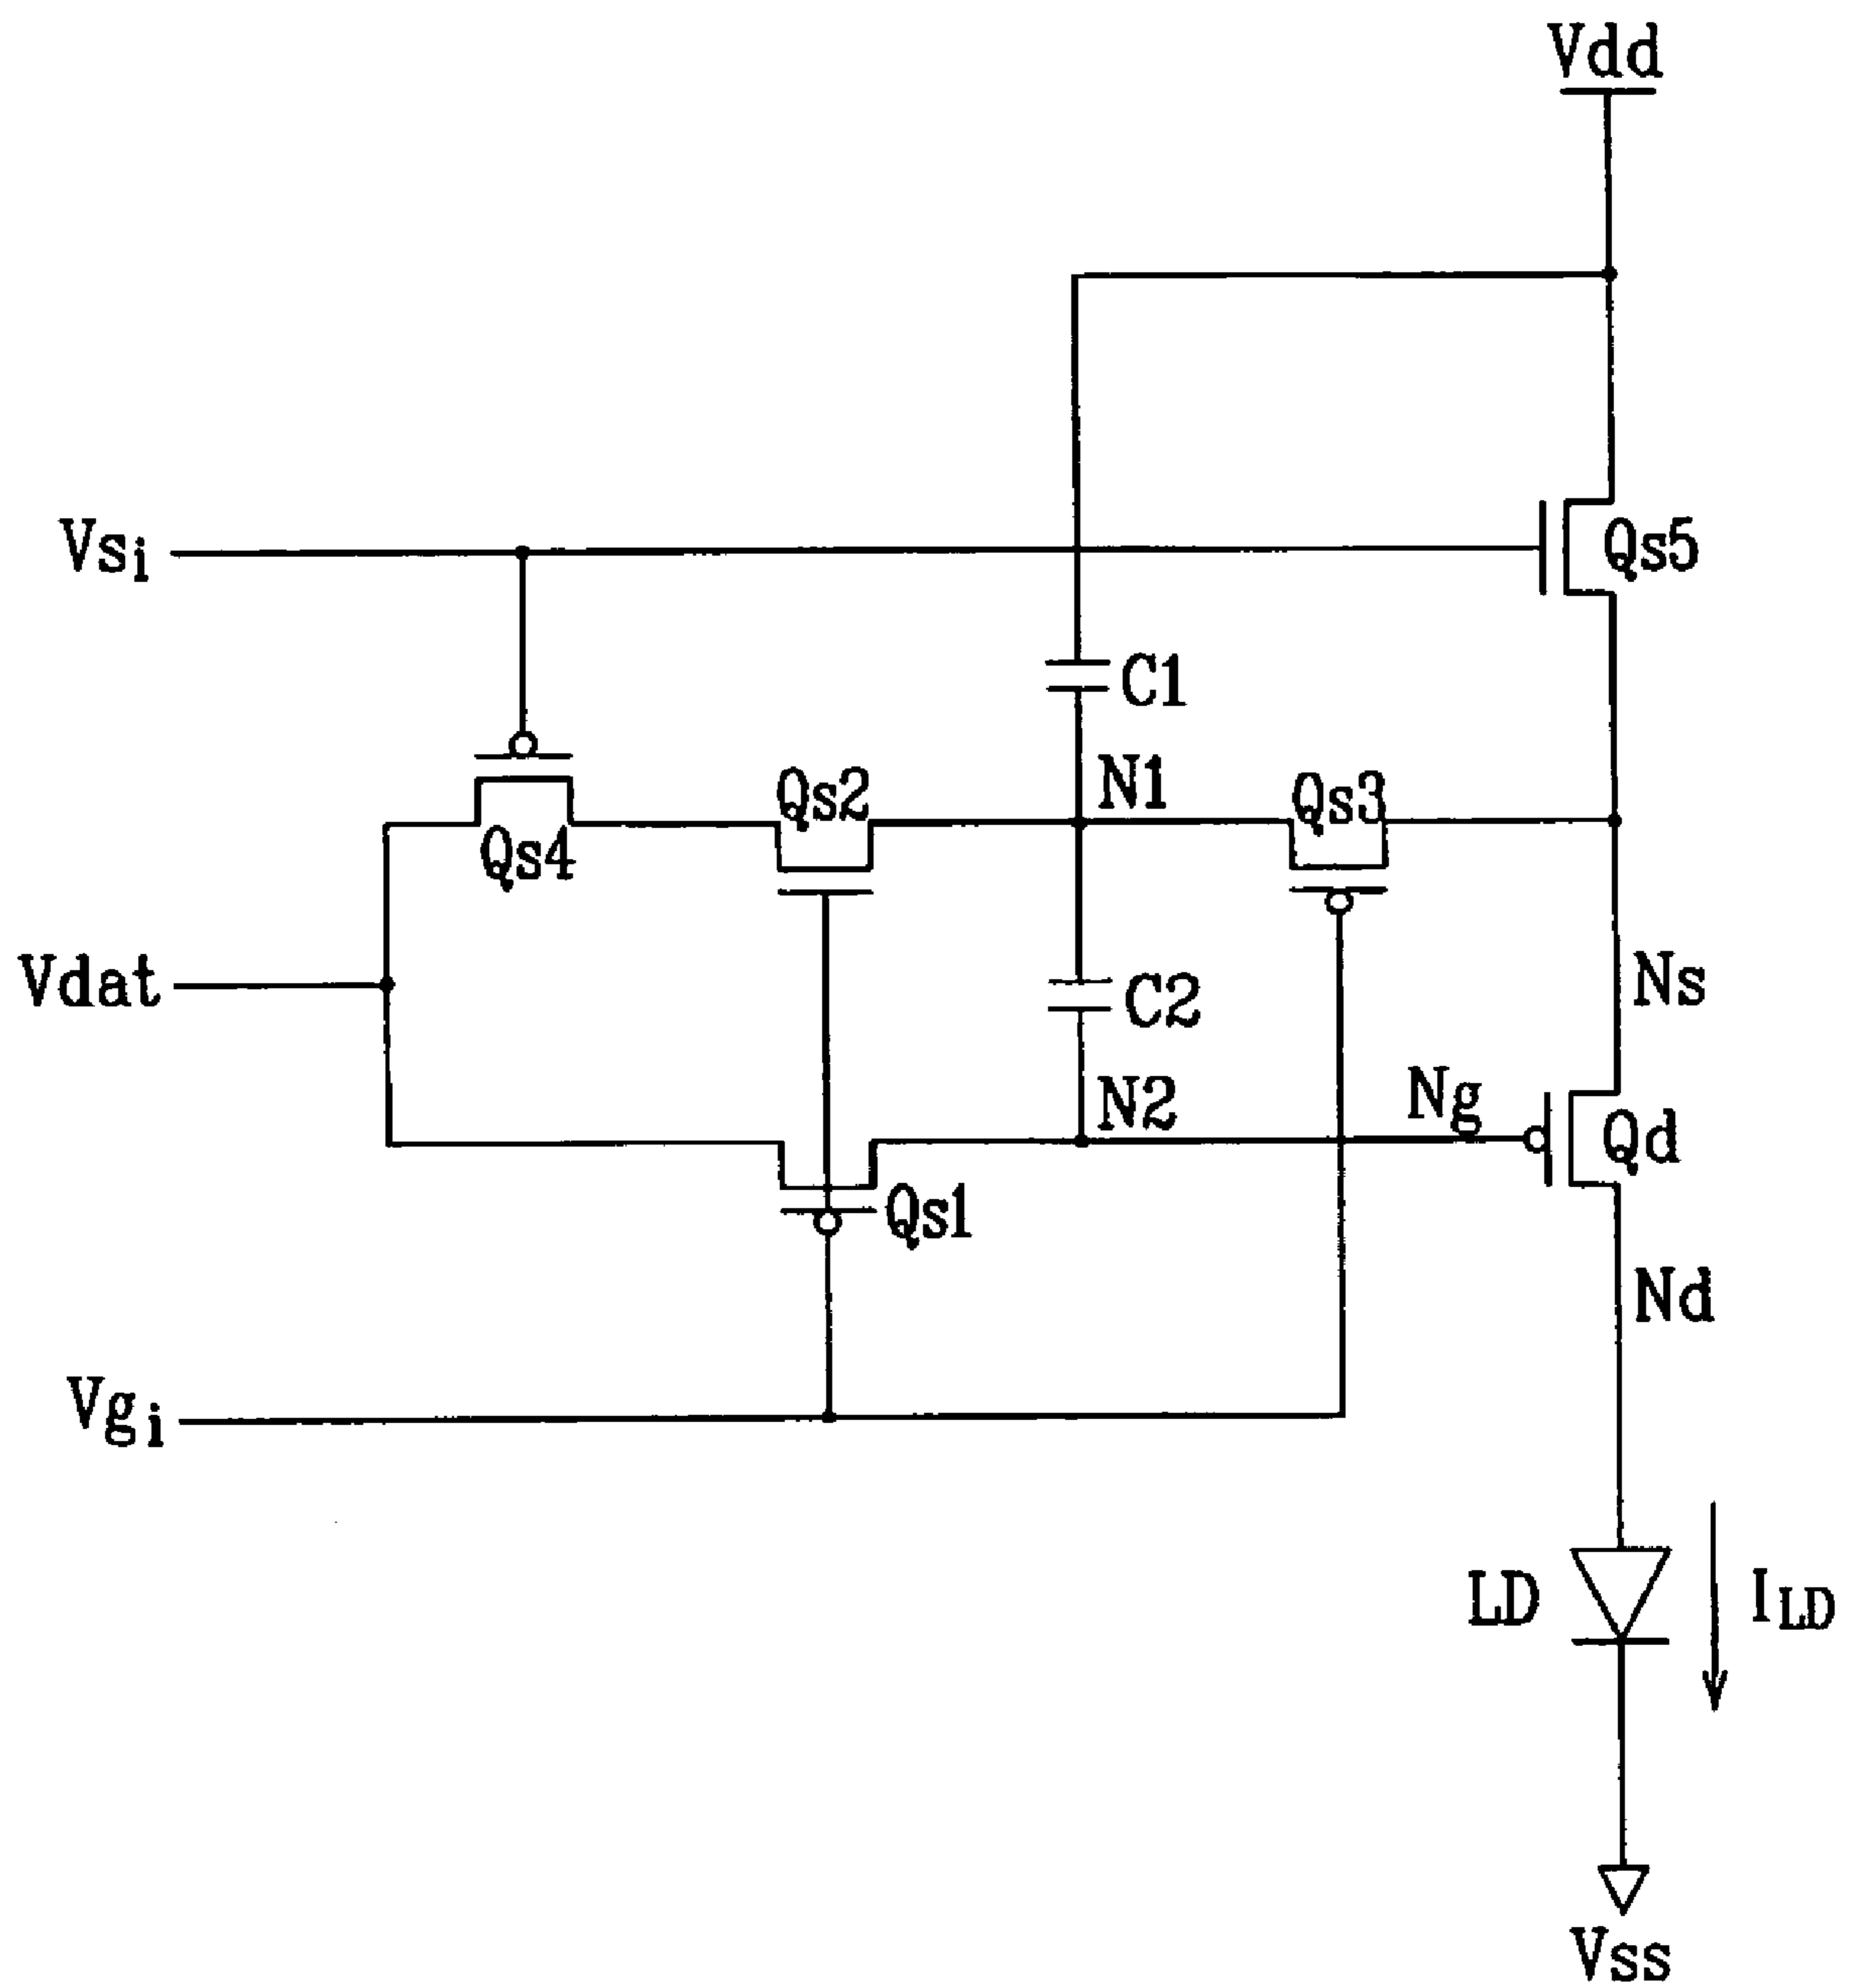 Vdd
Vsi
Qs5
C1
N1
Qs2
Qs3
Qs4
Vdat
C2
Ns
N2
Ng
Qd
Qs1
Nd
Vgi
LD
ILD
Vss